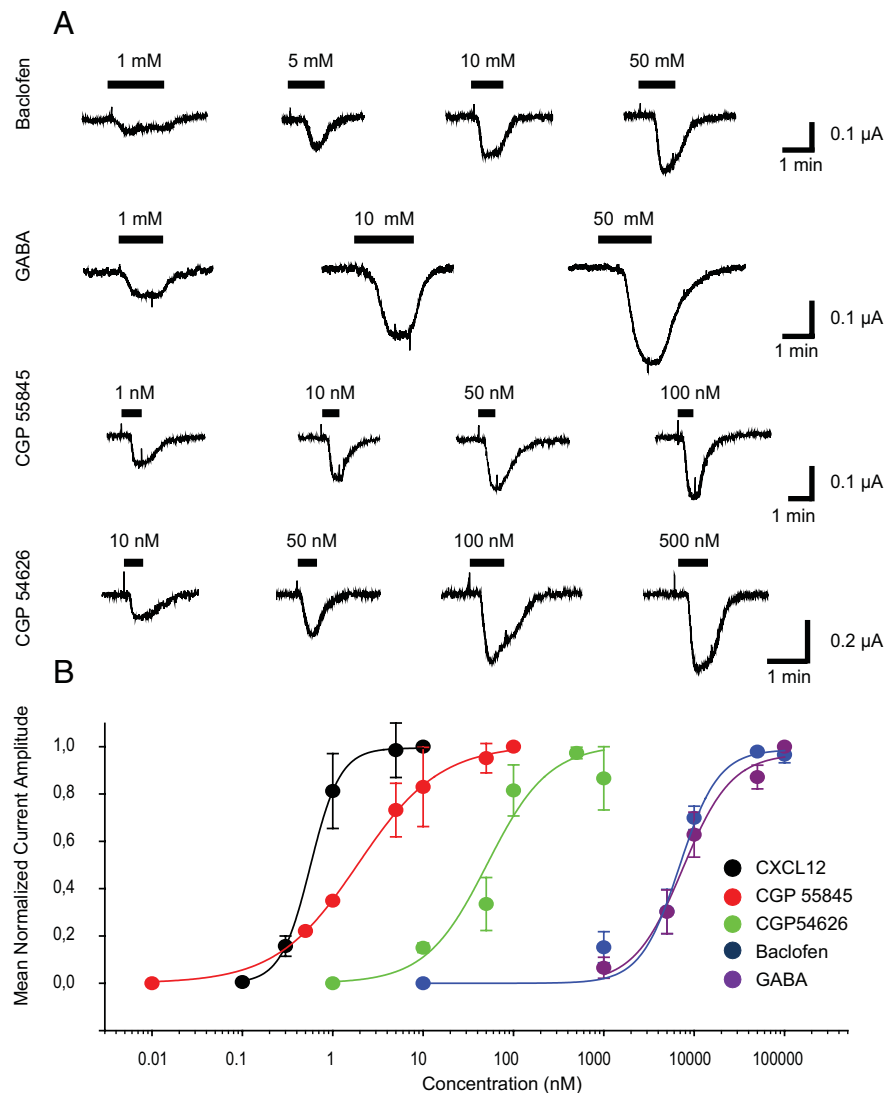 A
Baclofen
1 mM
5 mM
10 mM
50 mM
0.1 µA
1 min
GABA
1 mM
10 mM
50 mM
0.1 µA
1 min
CGP 55845
1 nM
10 nM
50 nM
100 nM
0.1 µA
1 min
CGP 54626
10 nM
50 nM
100 nM
500 nM
0.2 µA
1 min
B
Mean Normalized Current Amplitude
1,0
0,8
0,6
0,4
0,2
0,0
CXCL12
CGP 55845
CGP54626
Baclofen
GABA
0.01 0.1 1 10 100 1000 10000 100000
Concentration (nM)